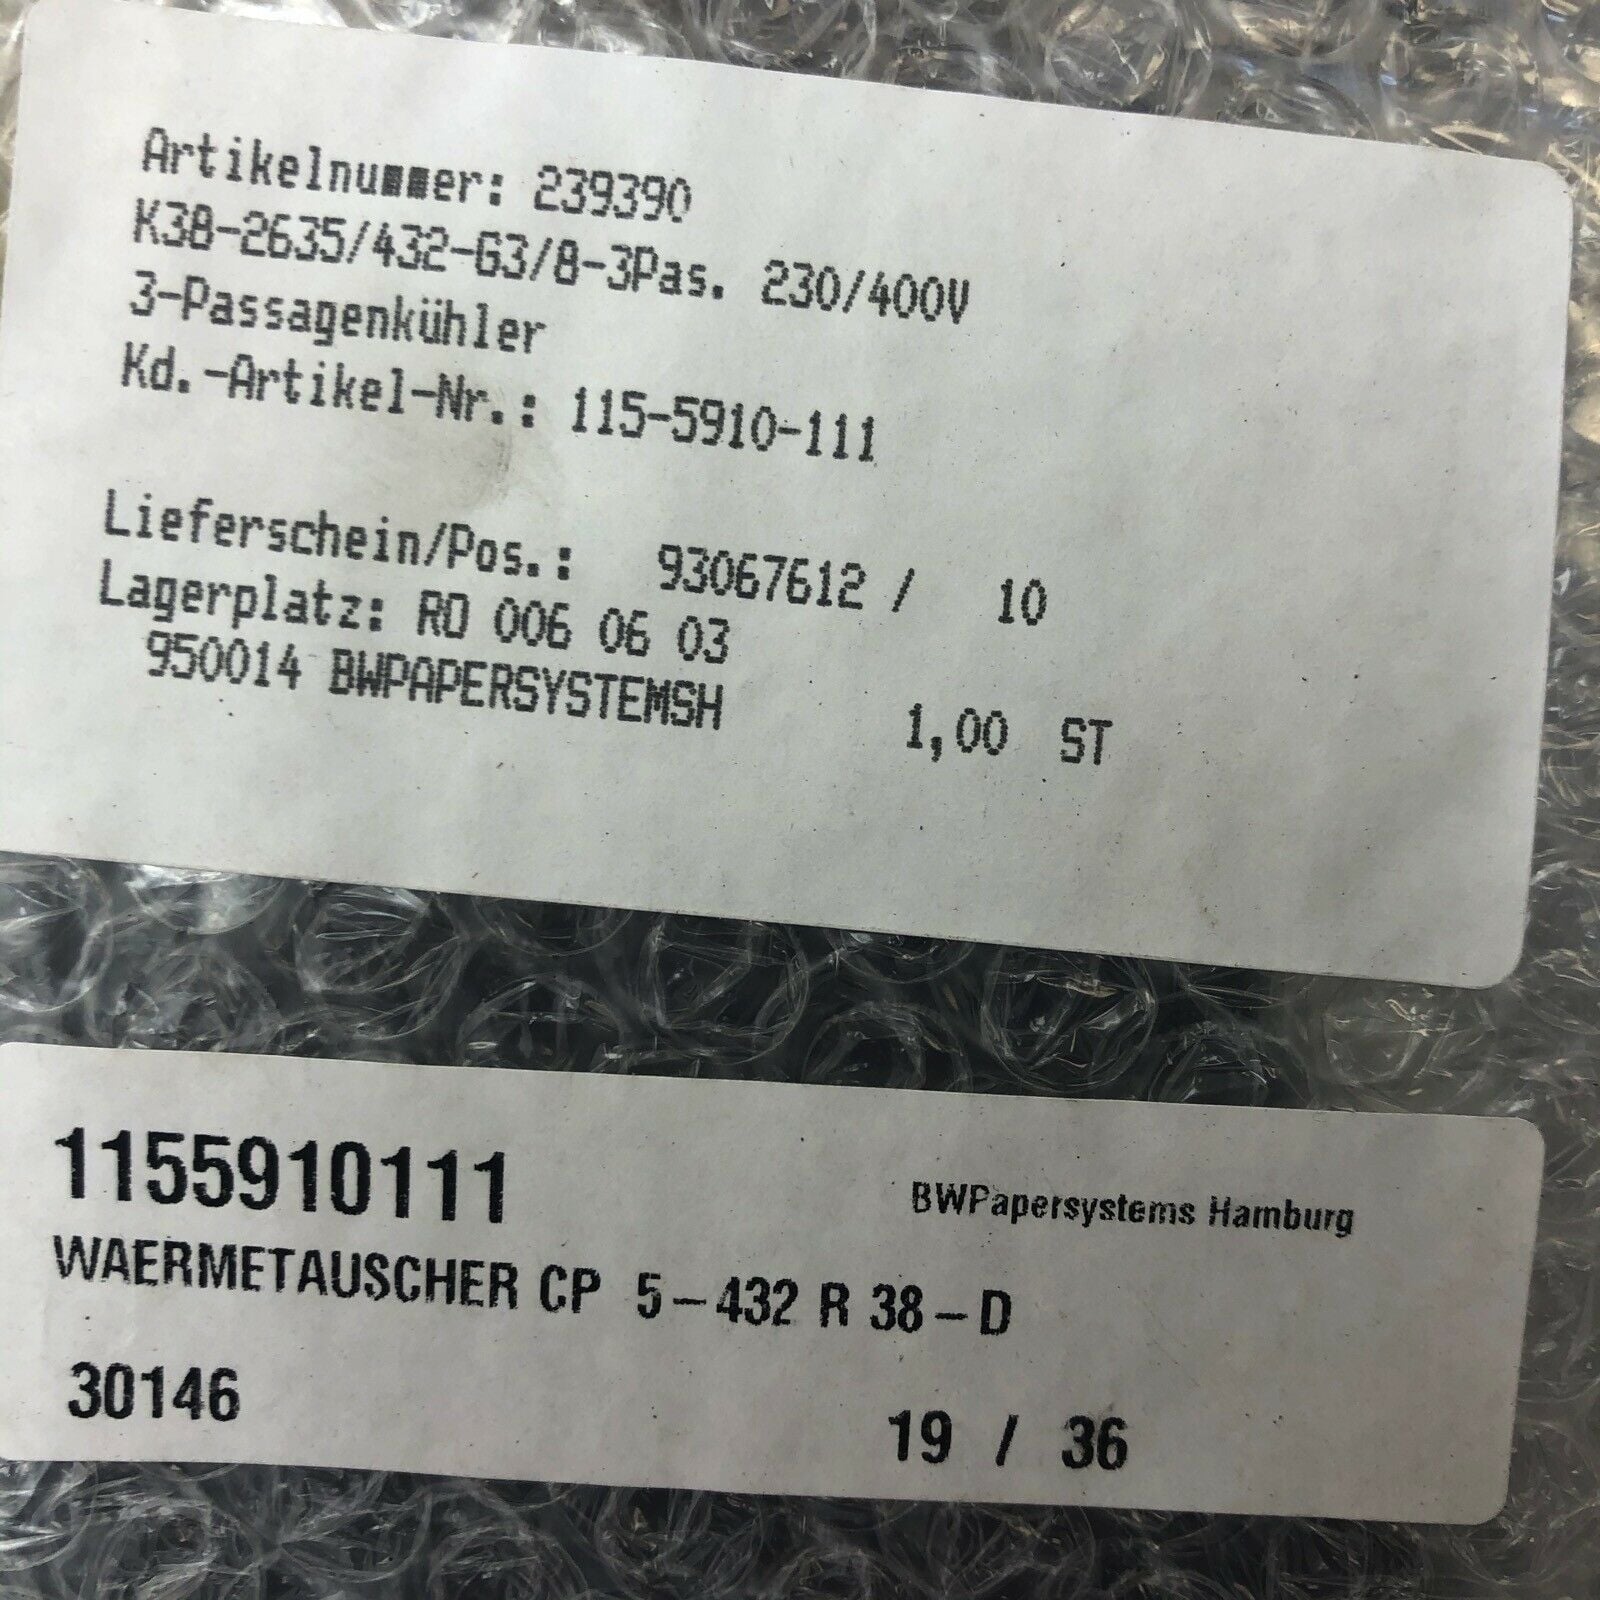 Artikelnummer: 239390
K38-2635/432-G3/8-3Pas. 230/400V
3-Passagenkühler
Kd.-Artikel-Nr.: 115-5910-111
Lieferschein/Pos.: 93067612 / 10
Lagerplatz: RO 006 06 03
950014 BWPAPERSYSTEMSH 1,00 ST
1155910111 BWPapersystems Hamburg
WAERMETAUSCHER CP 5-432 R 38-D
30146 19 / 36